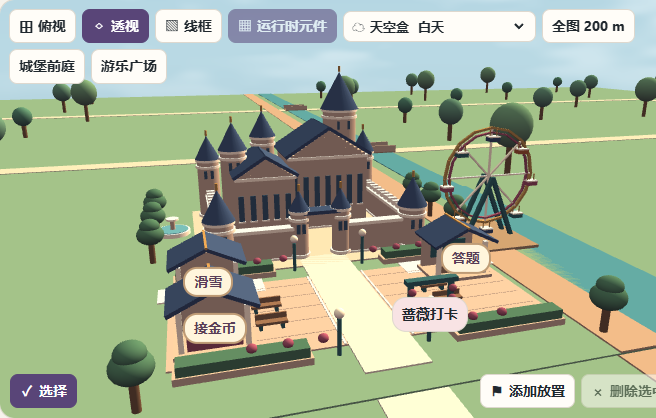 俯视
透视
线框
运行时元件
天空盒 白天
全图 200 m
城堡前庭
游乐广场
答题
滑雪
蔷薇打卡
接金币
✓ 选择
添加放置
× 删除选中